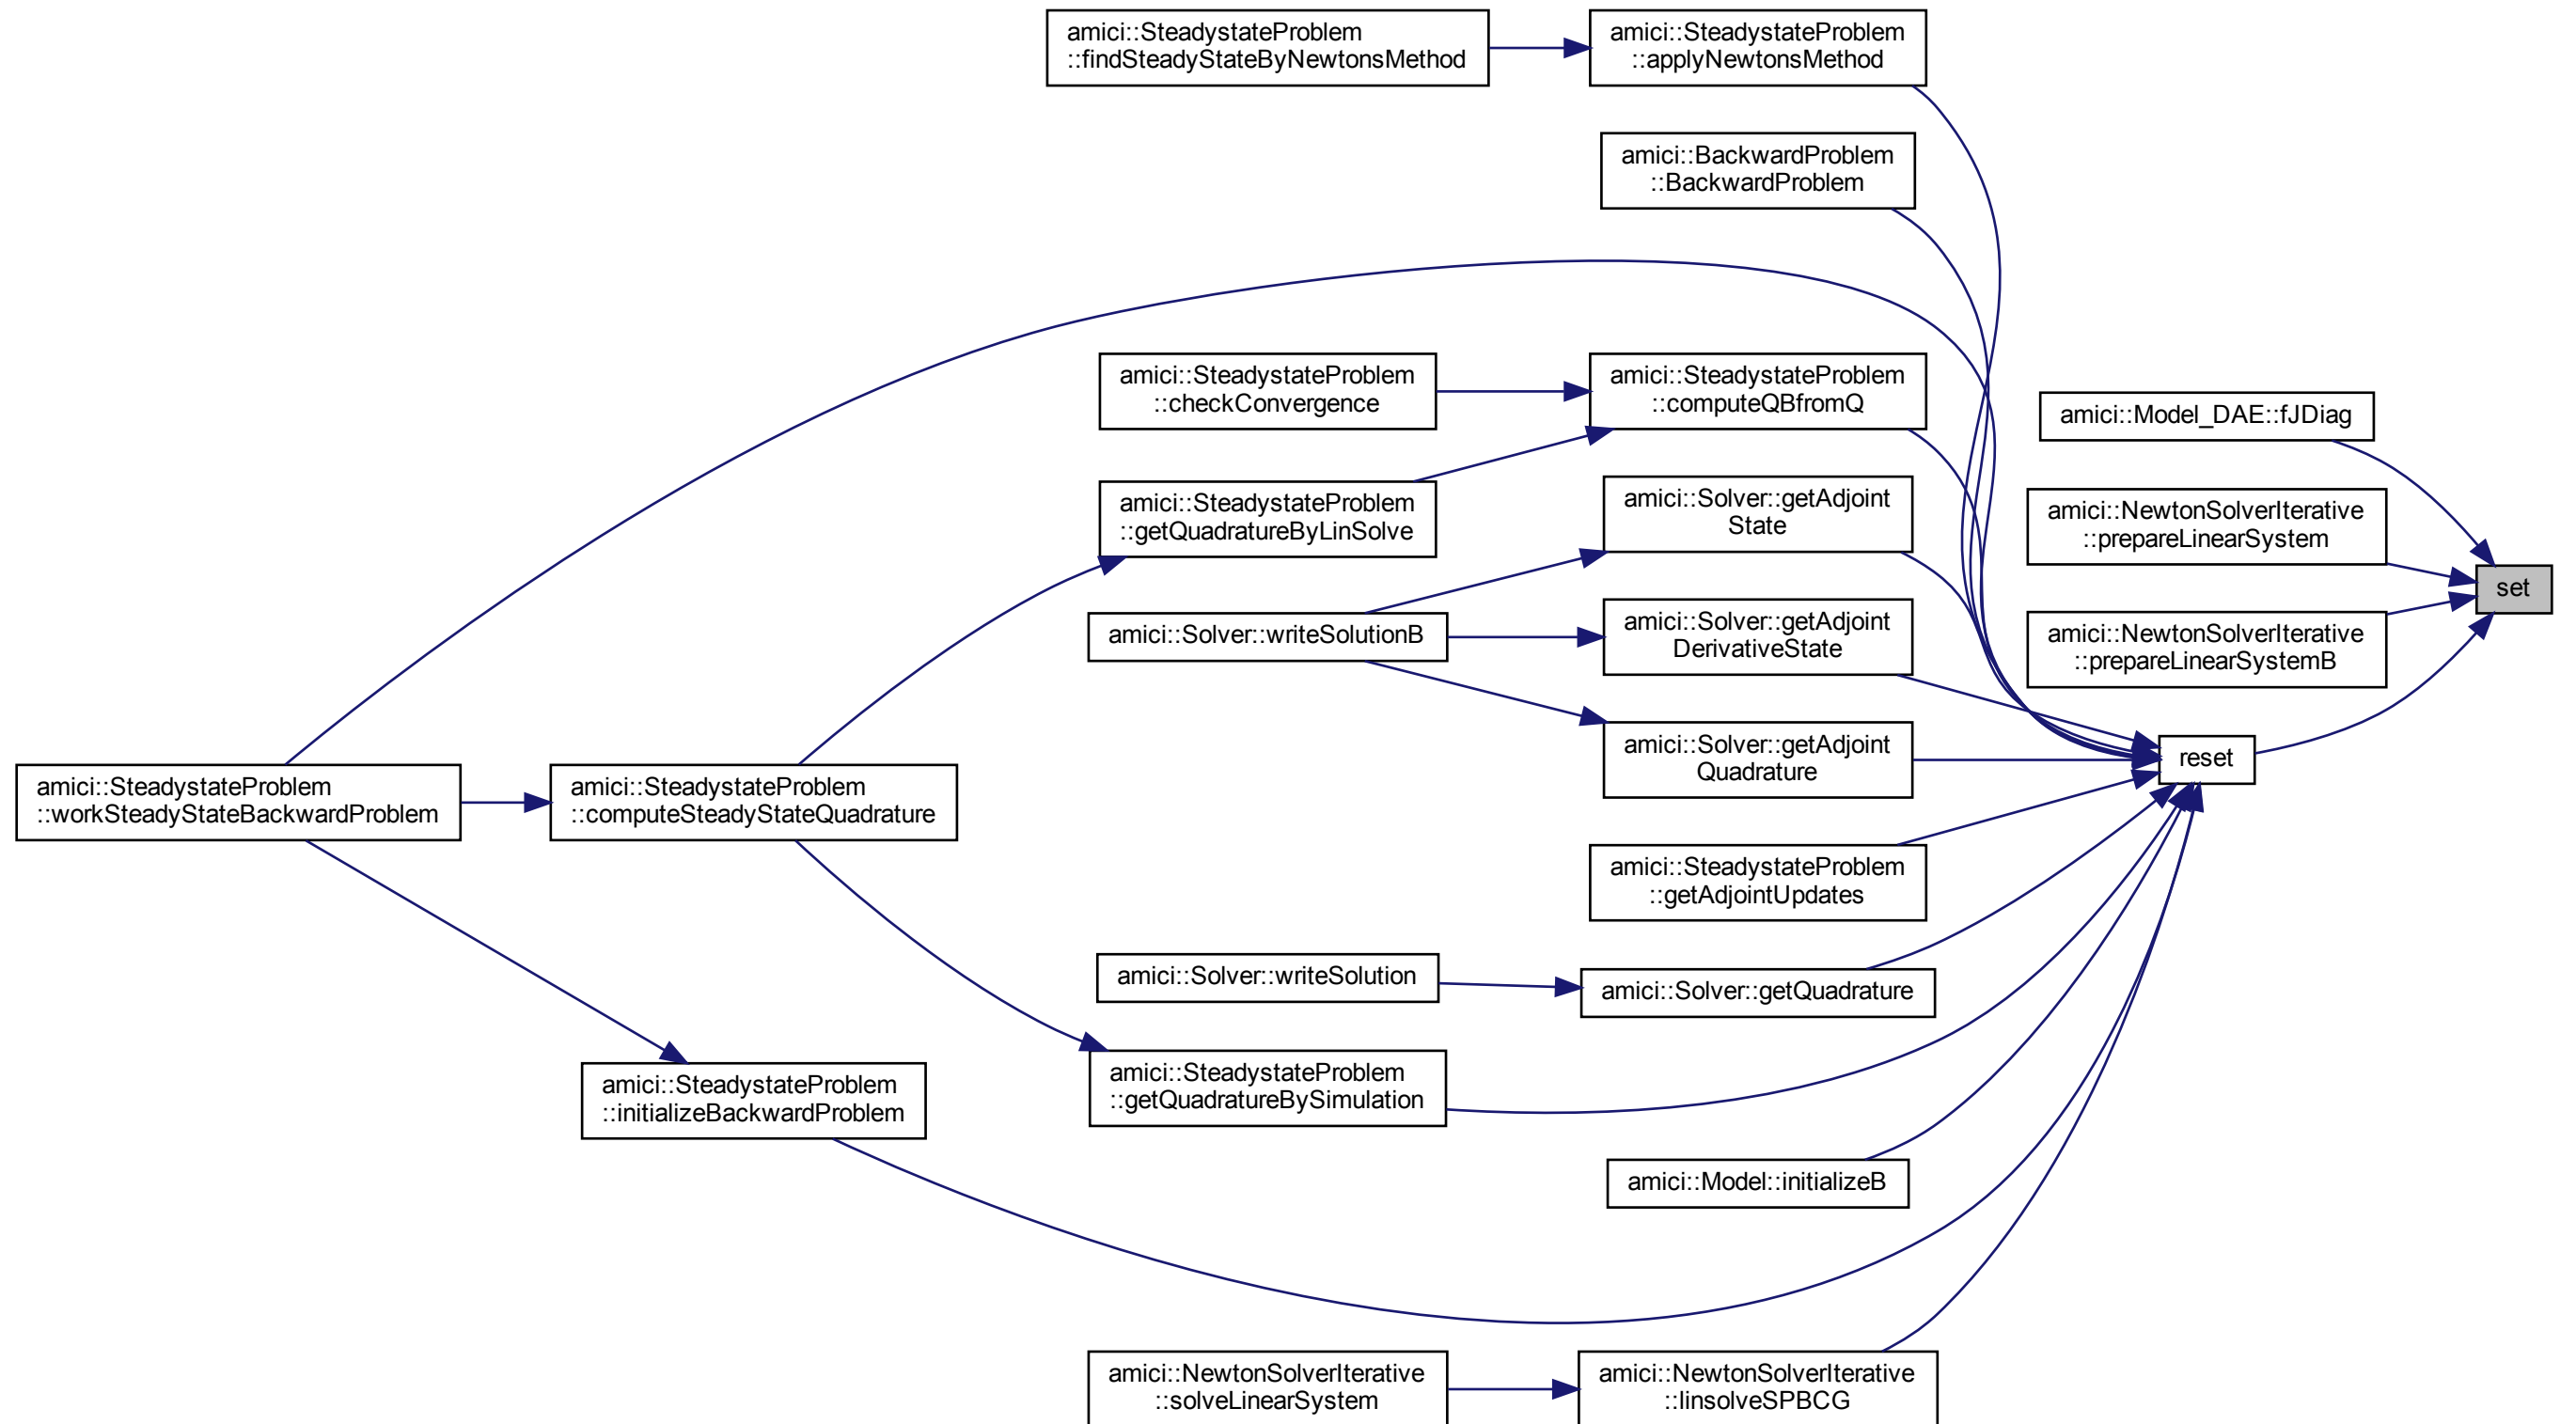 amici::SteadystateProblem
::findSteadyStateByNewtonsMethod
amici::SteadystateProblem
::applyNewtonsMethod
amici::BackwardProblem
::BackwardProblem
amici::SteadystateProblem
::checkConvergence
amici::SteadystateProblem
::computeQBfromQ
amici::Model_DAE::fJDiag
amici::SteadystateProblem
::getQuadratureByLinSolve
amici::Solver::getAdjoint
State
amici::NewtonSolverIterative
::prepareLinearSystem
set
amici::Solver::writeSolutionB
amici::Solver::getAdjoint
DerivativeState
amici::NewtonSolverIterative
::prepareLinearSystemB
amici::Solver::getAdjoint
Quadrature
reset
amici::SteadystateProblem
::workSteadyStateBackwardProblem
amici::SteadystateProblem
::computeSteadyStateQuadrature
amici::SteadystateProblem
::getAdjointUpdates
amici::Solver::writeSolution
amici::Solver::getQuadrature
amici::SteadystateProblem
::initializeBackwardProblem
amici::SteadystateProblem
::getQuadratureBySimulation
amici::Model::initializeB
amici::NewtonSolverIterative
::solveLinearSystem
amici::NewtonSolverIterative
::linsolveSPBCG